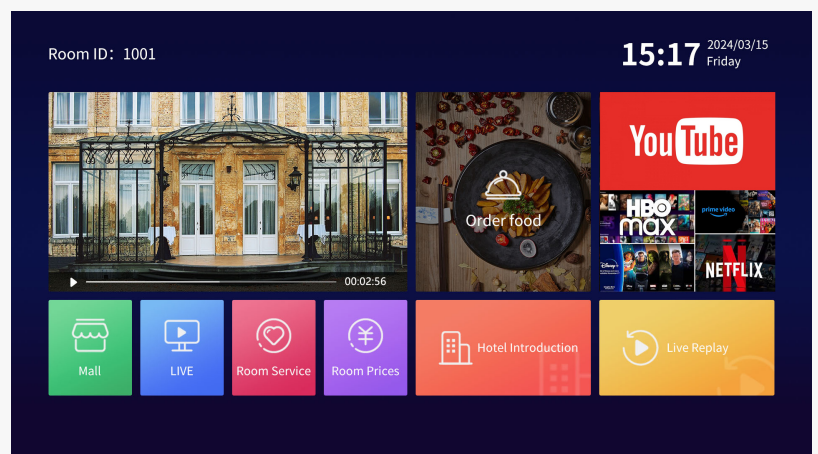 Room ID：1001
15:17
2024/03/15
Friday
YouTube
Order food
HBO
max
prime video
Disney+
NETFLIX
00:02:56
Mall
LIVE
Room Service
Room Prices
Hotel Introduction
Live Replay